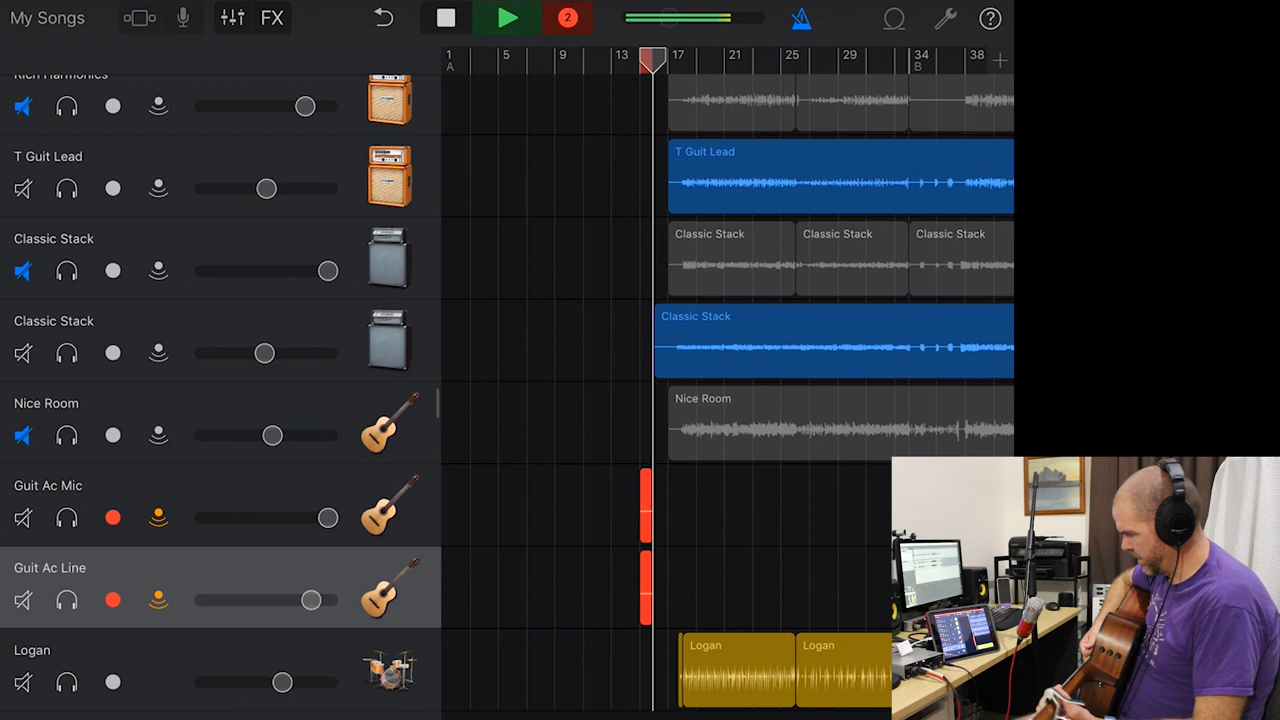 My Songs FX 2 ?
1 5 9 13 17 21 25 29 34 38
A B
Rich Harmonics
T Guit Lead T Guit Lead
Classic Stack Classic Stack Classic Stack Classic Stack
Classic Stack Classic Stack
Nice Room Nice Room
Guit Ac Mic
Guit Ac Line
Logan Logan Logan